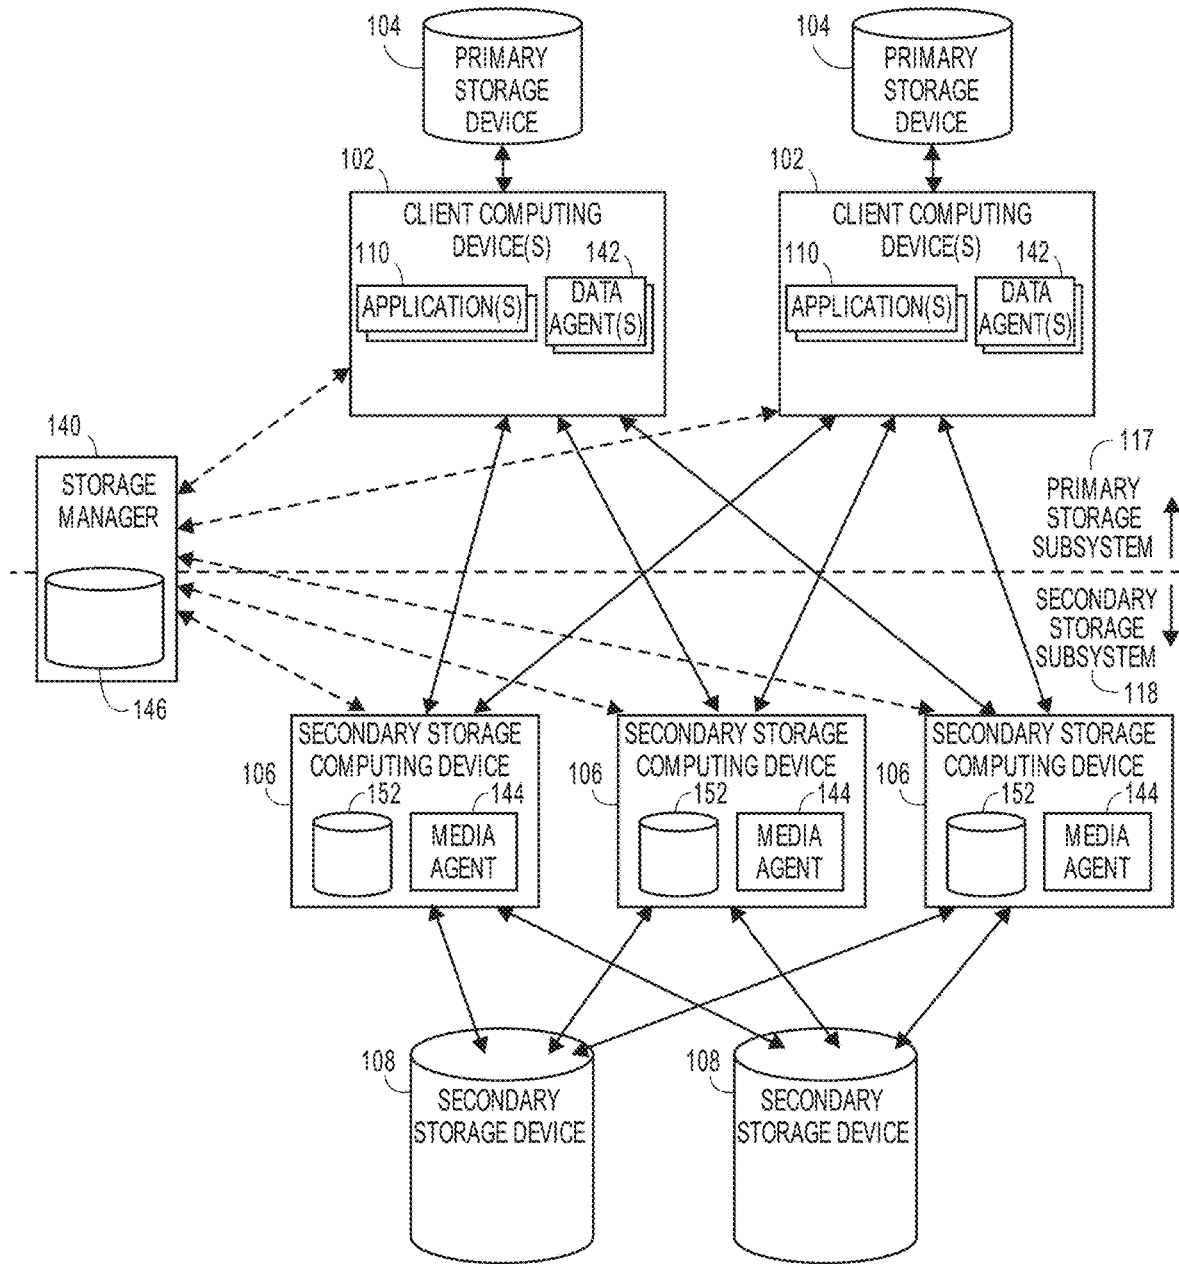 104
PRIMARY
STORAGE
DEVICE
104
PRIMARY
STORAGE
DEVICE
102
CLIENT COMPUTING
DEVICE(S)
110
APPLICATION(S)
142
DATA
AGENT(S)
102
CLIENT COMPUTING
DEVICE(S)
110
APPLICATION(S)
142
DATA
AGENT(S)
140
STORAGE
MANAGER
146
117
PRIMARY
STORAGE
SUBSYSTEM
SECONDARY
STORAGE
SUBSYSTEM
118
106
SECONDARY STORAGE
COMPUTING DEVICE
152
144
MEDIA
AGENT
106
SECONDARY STORAGE
COMPUTING DEVICE
152
144
MEDIA
AGENT
106
SECONDARY STORAGE
COMPUTING DEVICE
152
144
MEDIA
AGENT
108
SECONDARY
STORAGE DEVICE
108
SECONDARY
STORAGE DEVICE